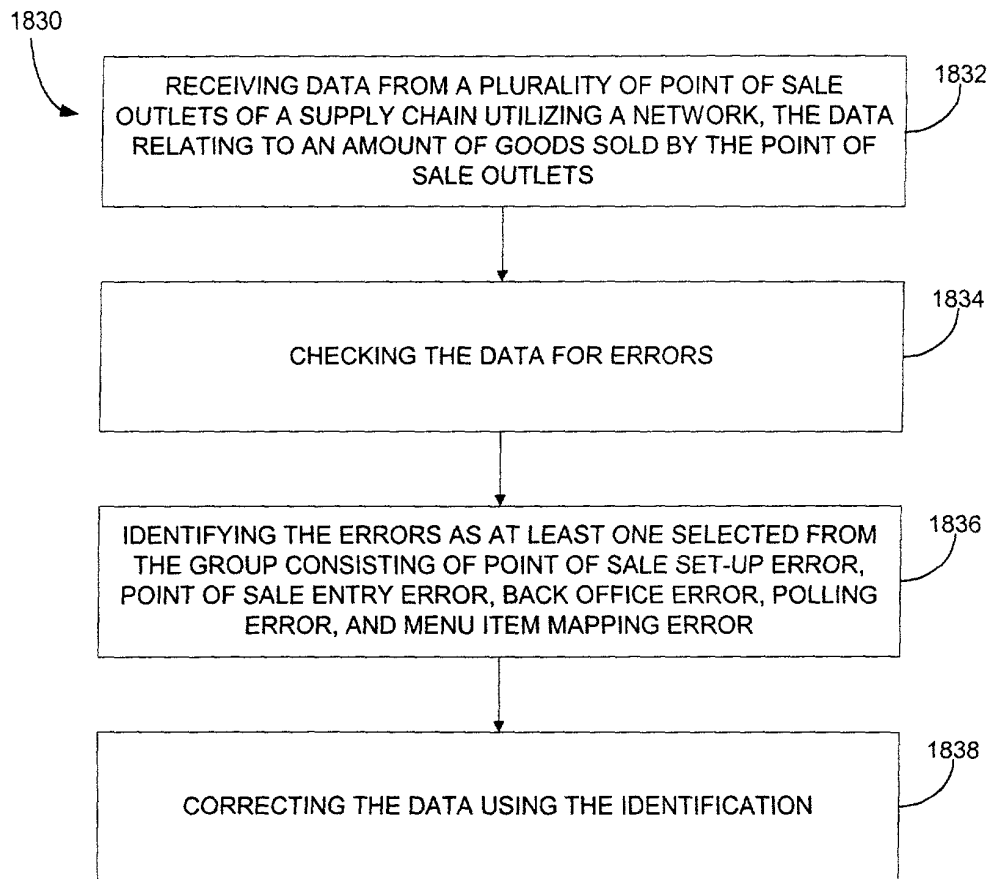 1830
1832
RECEIVING DATA FROM A PLURALITY OF POINT OF SALE
OUTLETS OF A SUPPLY CHAIN UTILIZING A NETWORK, THE DATA
RELATING TO AN AMOUNT OF GOODS SOLD BY THE POINT OF
SALE OUTLETS
1834
CHECKING THE DATA FOR ERRORS
1836
IDENTIFYING THE ERRORS AS AT LEAST ONE SELECTED FROM
THE GROUP CONSISTING OF POINT OF SALE SET-UP ERROR,
POINT OF SALE ENTRY ERROR, BACK OFFICE ERROR, POLLING
ERROR, AND MENU ITEM MAPPING ERROR
1838
CORRECTING THE DATA USING THE IDENTIFICATION